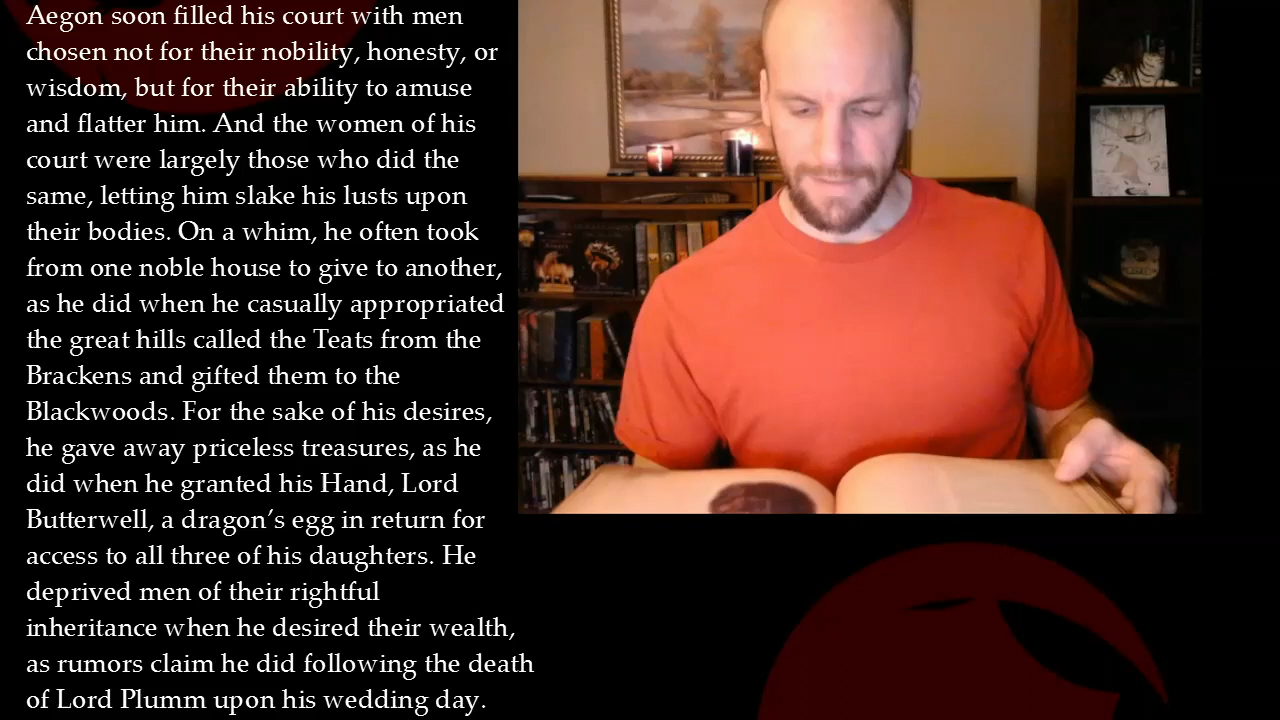 Aegon soon filled his court with men
chosen not for their nobility, honesty, or
wisdom, but for their ability to amuse
and flatter him. And the women of his
court were largely those who did the
same, letting him slake his lusts upon
their bodies. On a whim, he often took
from one noble house to give to another,
as he did when he casually appropriated
the great hills called the Teats from the
Brackens and gifted them to the
Blackwoods. For the sake of his desires,
he gave away priceless treasures, as he
did when he granted his Hand, Lord
Butterwell, a dragon’s egg in return for
access to all three of his daughters. He
deprived men of their rightful
inheritance when he desired their wealth,
as rumors claim he did following the death
of Lord Plumm upon his wedding day.